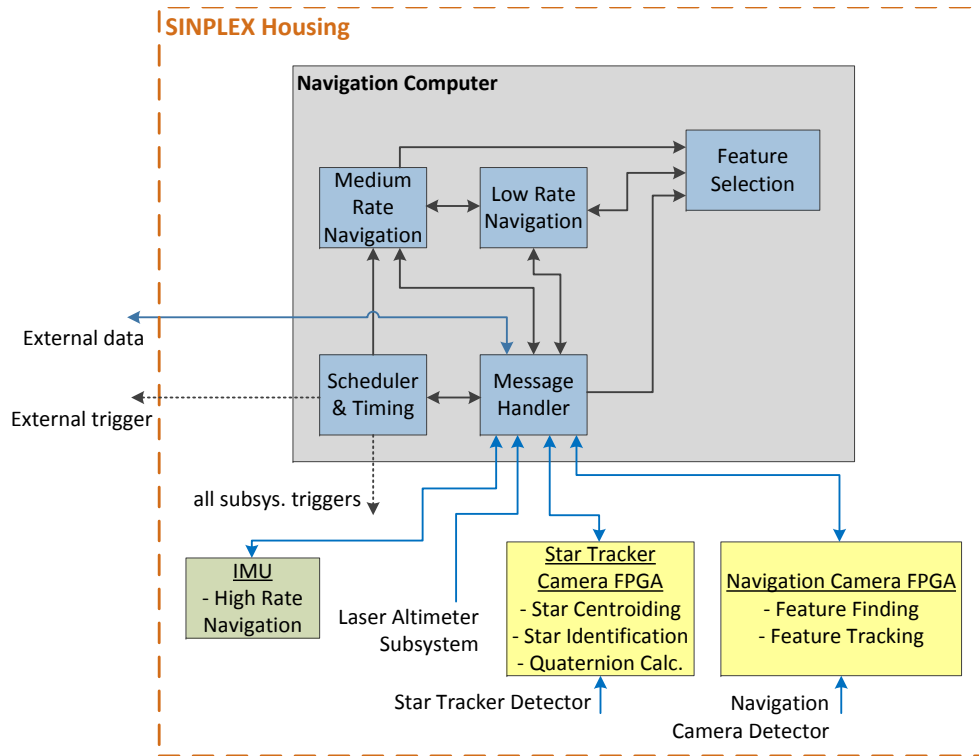 SINPLEX Housing
Navigation Computer
Medium
Rate
Navigation
Low Rate
Navigation
Feature
Selection
External data
External trigger
Scheduler
& Timing
Message
Handler
all subsys. triggers
IMU
- High Rate
Navigation
Laser Altimeter
Subsystem
Star Tracker
Camera FPGA
- Star Centroiding
- Star Identification
- Quaternion Calc.
Navigation Camera FPGA
- Feature Finding
- Feature Tracking
Star Tracker Detector
Navigation
Camera Detector